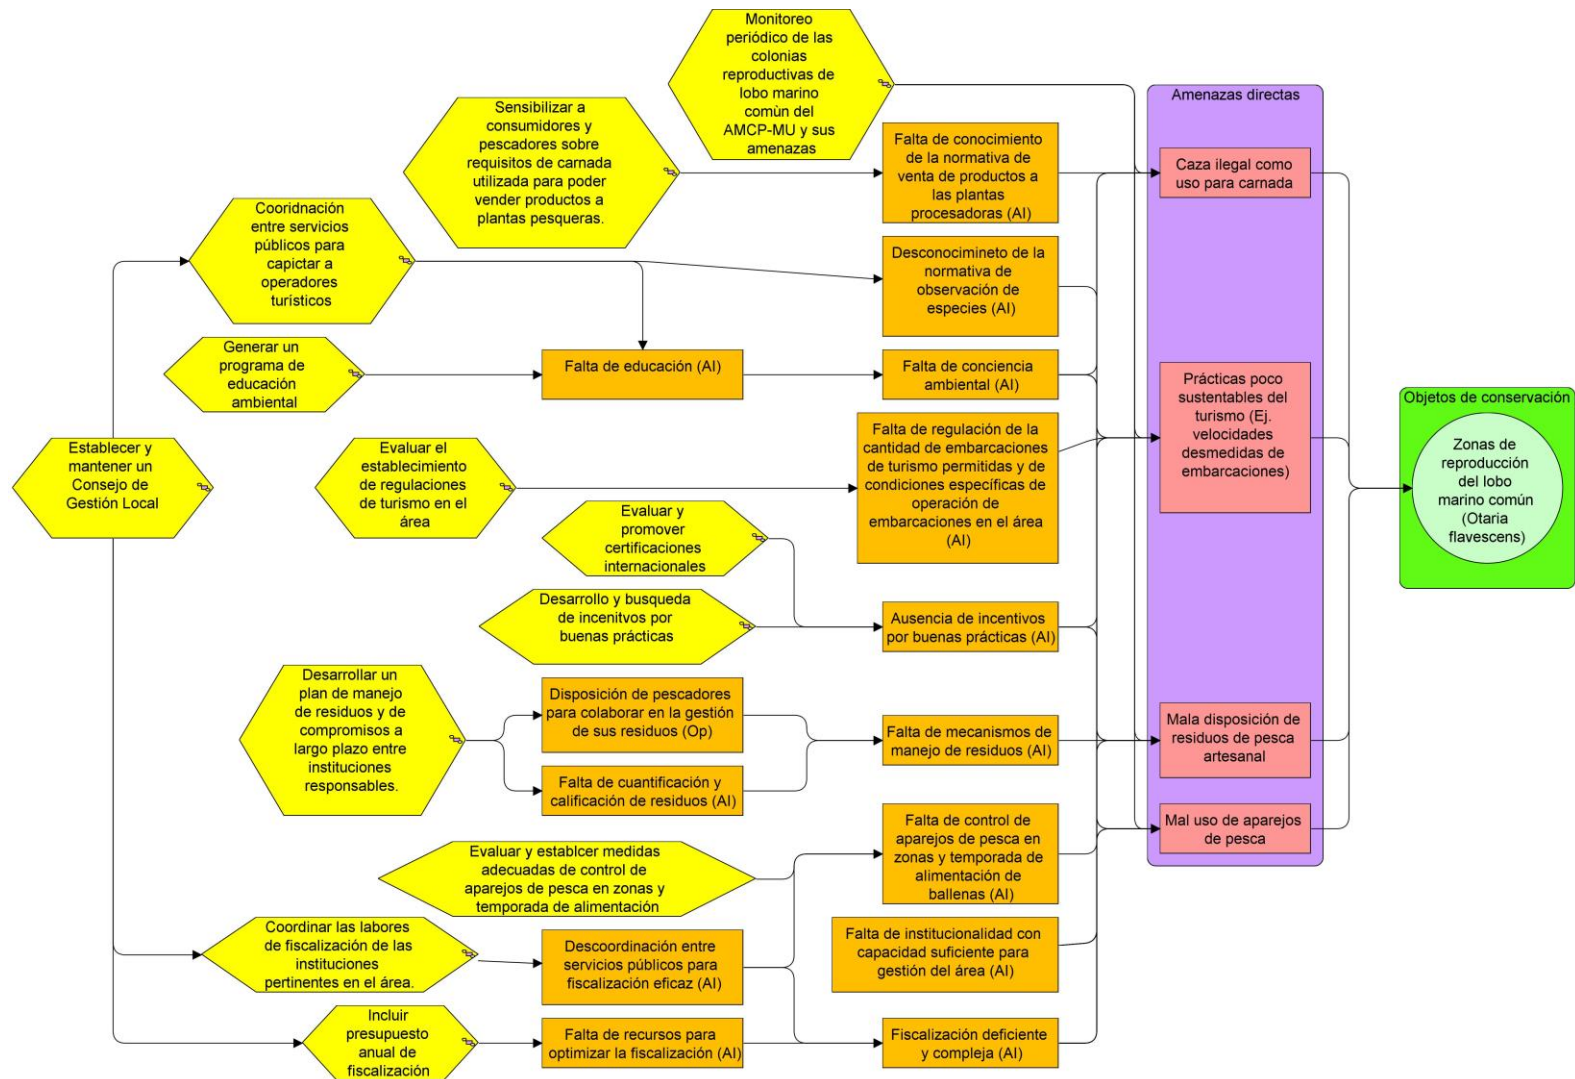 Monitoreo
periódico de las
colonias
reproductivas de
lobo marino
comùn del
AMCP-MU y sus
amenazas
Sensibilizar a
consumidores y
pescadores sobre
requisitos de carnada
utilizada para poder
vender productos a
plantas pesqueras.
Cooridnación
entre servicios
públicos para
capictar a
operadores
turísticos
Generar un
programa de
educación
ambiental
Establecer y
mantener un
Consejo de
Gestión Local
Evaluar el
establecimiento
de regulaciones
de turismo en el
área
Evaluar y
promover
certificaciones
internacionales
Desarrollo y busqueda
de incenitvos por
buenas prácticas
Desarrollar un
plan de manejo
de residuos y de
compromisos a
largo plazo entre
instituciones
responsables.
Evaluar y establcer medidas
adecuadas de control de
aparejos de pesca en zonas y
temporada de alimentación
Coordinar las labores
de fiscalización de las
instituciones
pertinentes en el área.
Incluir
presupuesto
anual de
fiscalización
Falta de educación (AI)
Disposición de pescadores
para colaborar en la gestión
de sus residuos (Op)
Falta de cuantificación y
calificación de residuos (AI)
Descoordinación entre
servicios públicos para
fiscalización eficaz (AI)
Falta de recursos para
optimizar la fiscalización (AI)
Falta de conocimiento
de la normativa de
venta de productos a
las plantas
procesadoras (AI)
Desconocimineto de la
normativa de
observación de
especies (AI)
Falta de conciencia
ambiental (AI)
Falta de regulación de la
cantidad de embarcaciones
de turismo permitidas y de
condiciones específicas de
operación de
embarcaciones en el área
(AI)
Ausencia de incentivos
por buenas prácticas (AI)
Falta de mecanismos de
manejo de residuos (AI)
Falta de control de
aparejos de pesca en
zonas y temporada de
alimentación de
ballenas (AI)
Falta de institucionalidad con
capacidad suficiente para
gestión del área (AI)
Fiscalización deficiente
y compleja (AI)
Amenazas directas
Caza ilegal como
uso para carnada
Prácticas poco
sustentables del
turismo (Ej.
velocidades
desmedidas de
embarcaciones)
Mala disposición de
residuos de pesca
artesanal
Mal uso de aparejos
de pesca
Objetos de conservación
Zonas de
reproducción
del lobo
marino común
(Otaria
flavescens)